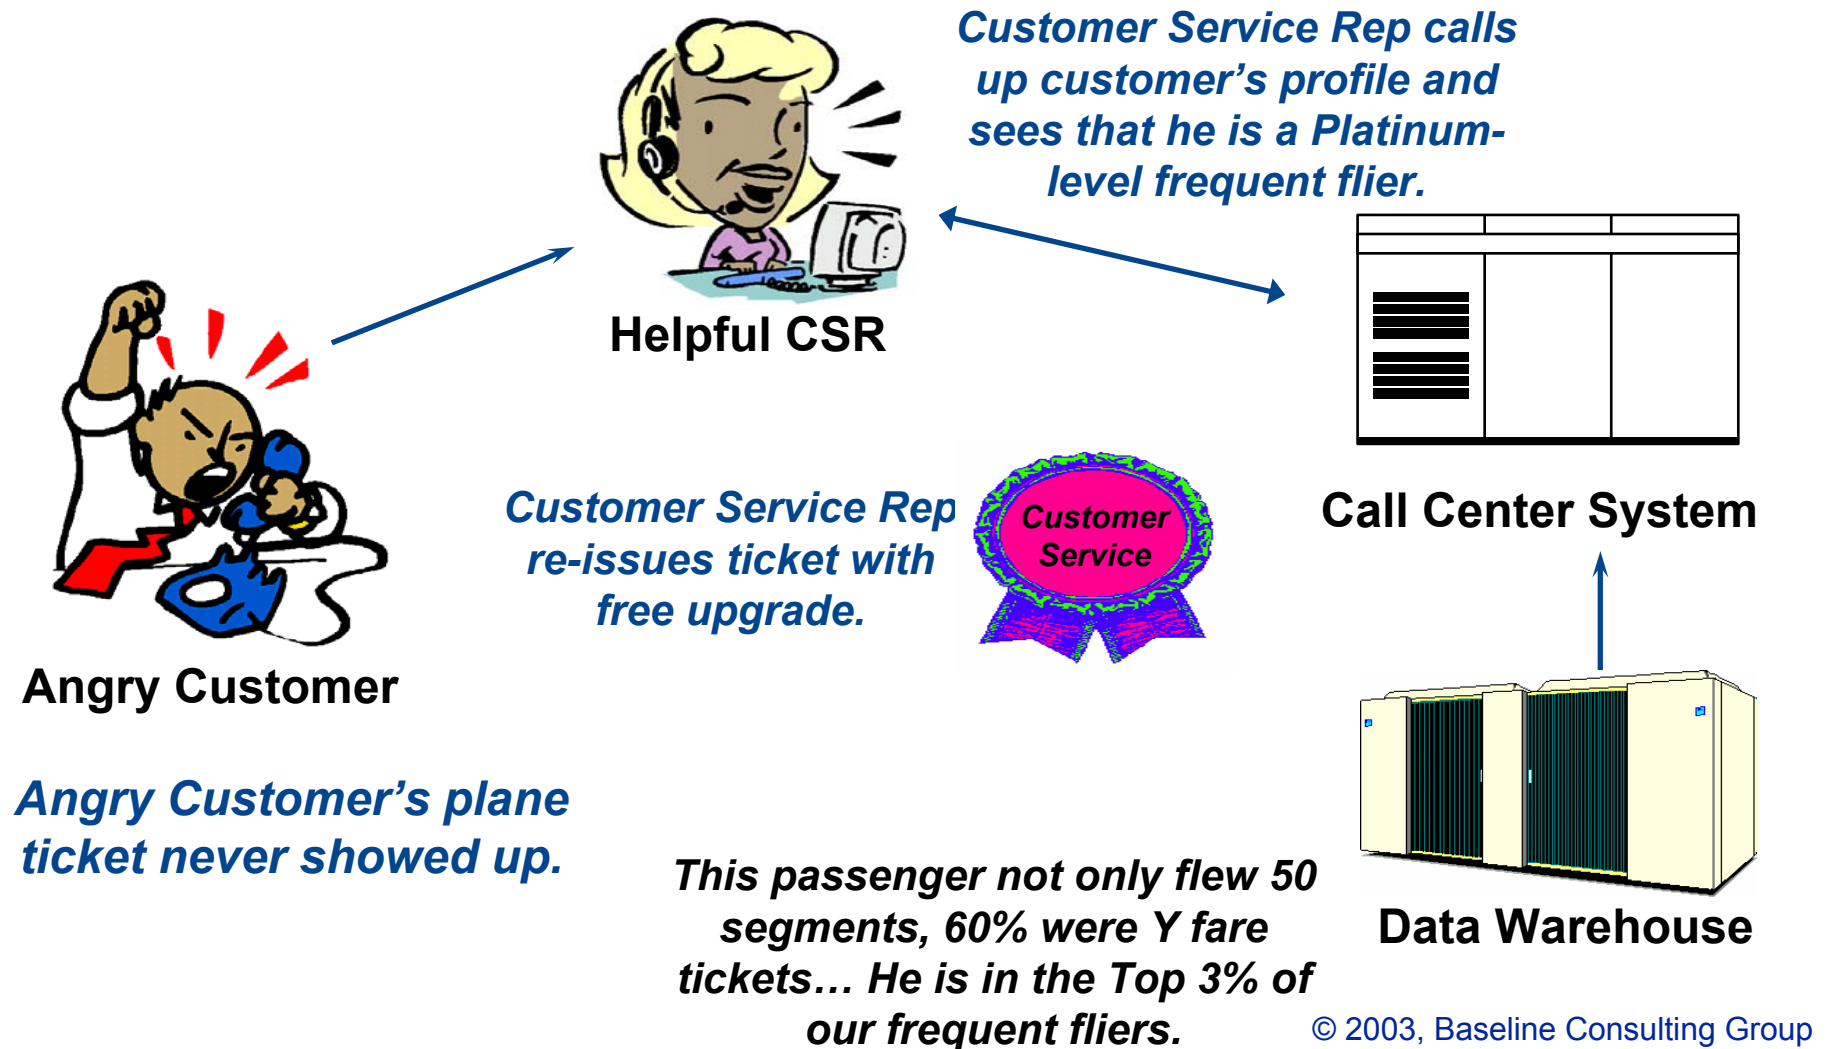 Customer Service Rep calls
up customer’s profile and
sees that he is a Platinum-
level frequent flier.
Helpful CSR
Customer Service Rep
re-issues ticket with
free upgrade.
Customer
Service
Call Center System
Angry Customer
Angry Customer’s plane
ticket never showed up.
This passenger not only flew 50
segments, 60% were Y fare
tickets… He is in the Top 3% of
our frequent fliers.
Data Warehouse
© 2003, Baseline Consulting Group